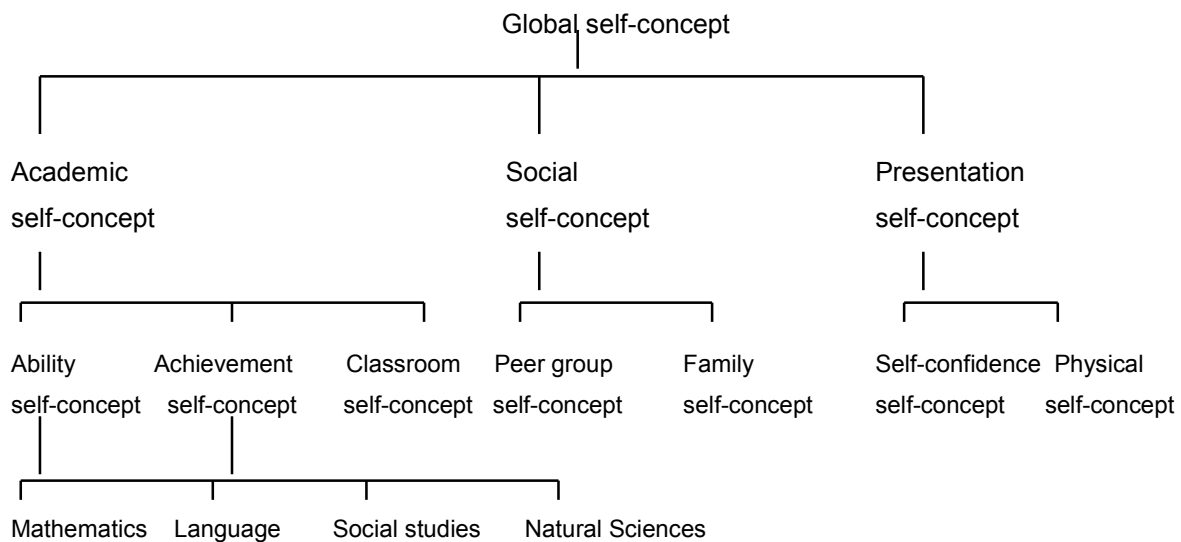 Global self-concept
Academic Social Presentation
self-concept self-concept self-concept
Ability Achievement Classroom Peer group Family Self-confidence Physical
self-concept self-concept self-concept self-concept self-concept self-concept self-concept
Mathematics Language Social studies Natural Sciences